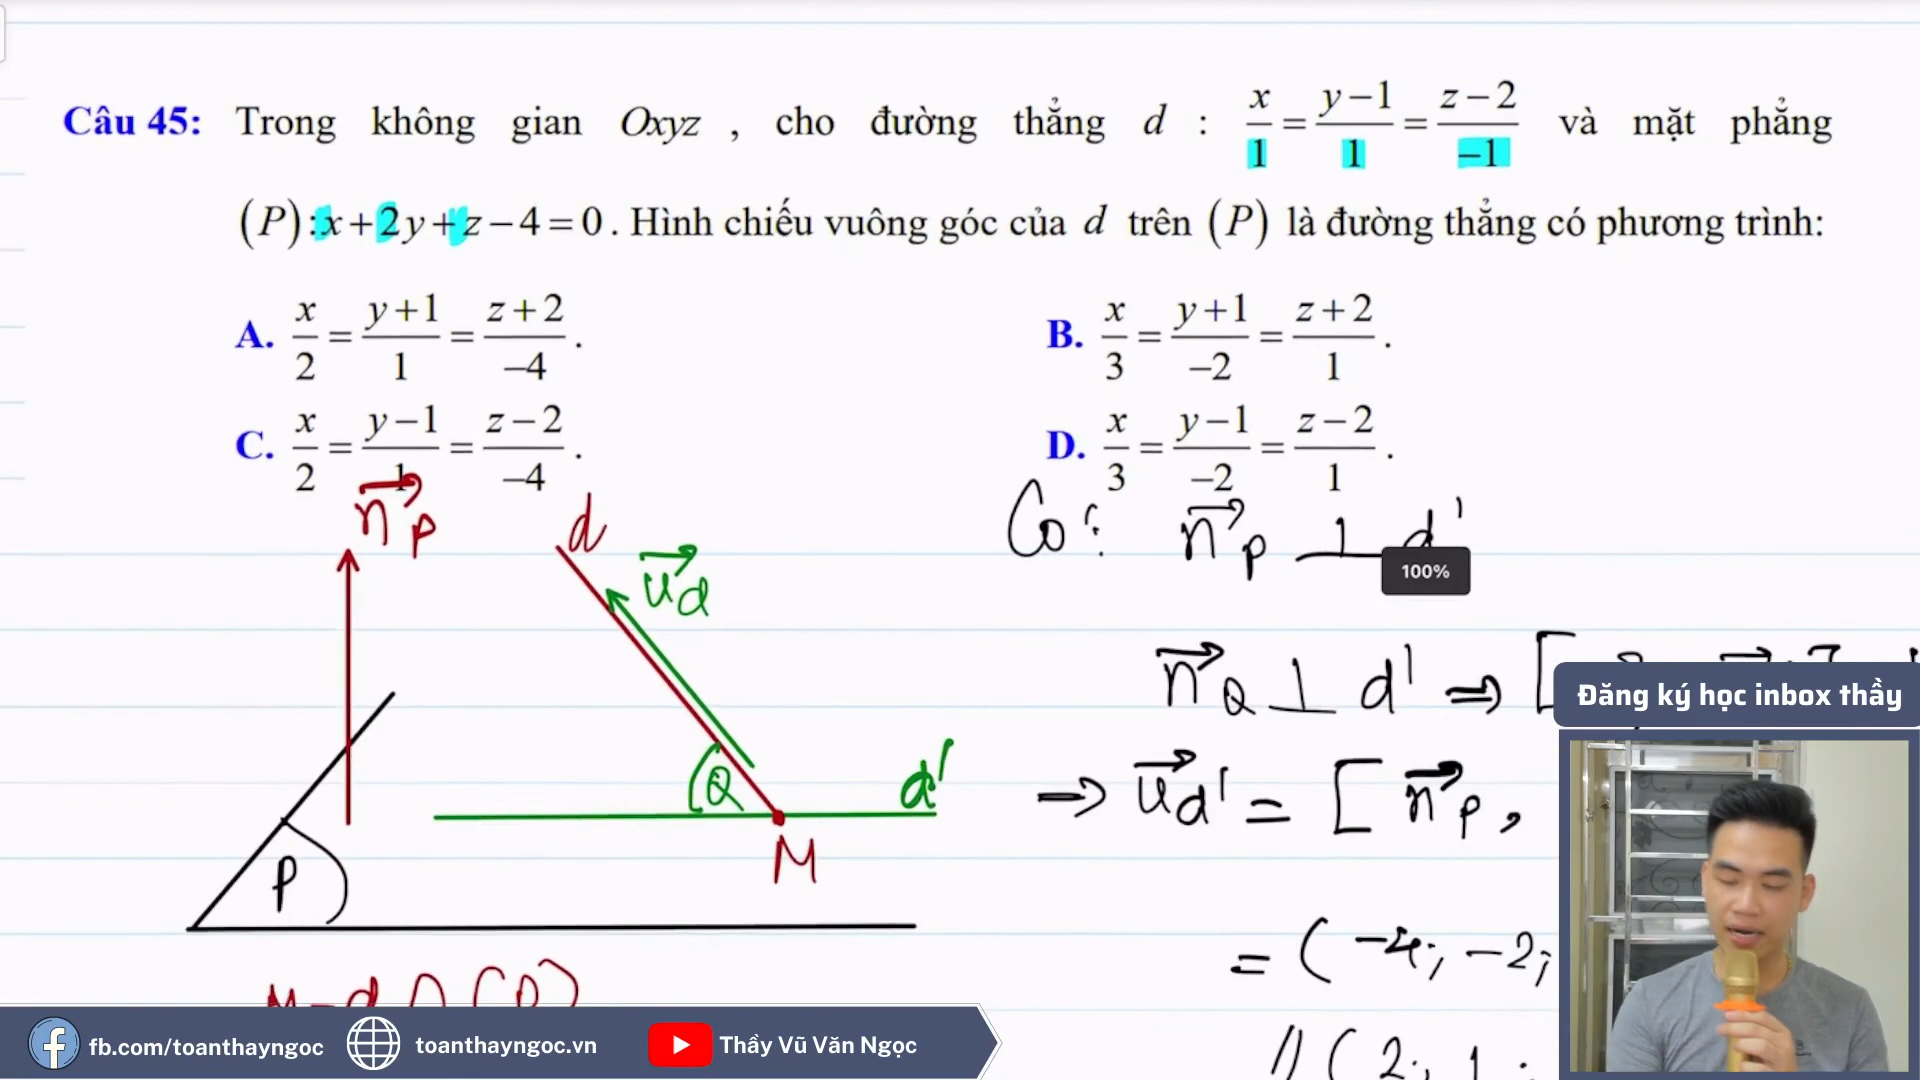 Câu 45: Trong không gian Oxyz , cho đường thẳng d : x/1 = y−1/1 = z−2/−1 và mặt phẳng
(P): x+2y+z−4=0. Hình chiếu vuông góc của d trên (P) là đường thẳng có phương trình:
A. x/2 = y+1/1 = z+2/−4.
B. x/3 = y+1/−2 = z+2/1.
C. x/2 = y−1/1 = z−2/−4.
D. x/3 = y−1/−2 = z−2/1.
n⃗P
d
u⃗d
Có: n⃗P ⊥ d'
100%
n⃗Q ⊥ d' ⇒ [
Đăng ký học inbox thầy
Q
d'
⇒ u⃗d' = [n⃗P,
M
P
= (−4; −2;
M = d ∩ (P)
// (2; 1;
fb.com/toanthayngoc
toanthayngoc.vn
Thầy Vũ Văn Ngọc